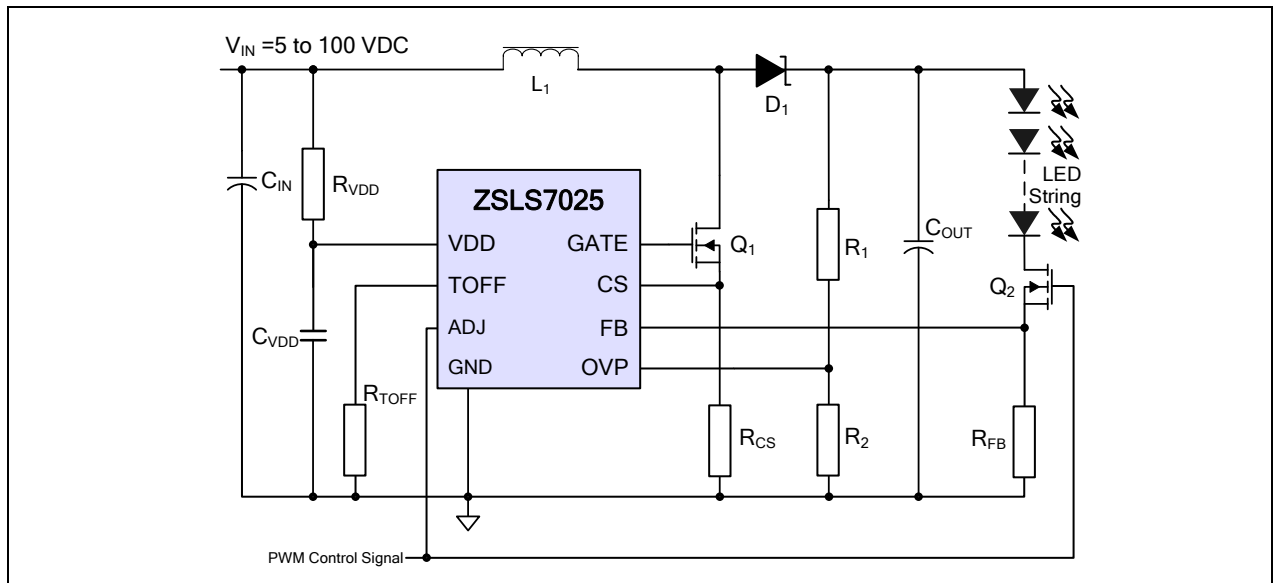 V_IN =5 to 100 VDC
L_1
D_1
C_IN
R_VDD
ZSLS7025
VDD
GATE
TOFF
CS
ADJ
FB
GND
OVP
Q_1
R_1
C_OUT
LED
String
Q_2
C_VDD
R_TOFF
R_CS
R_2
R_FB
PWM Control Signal